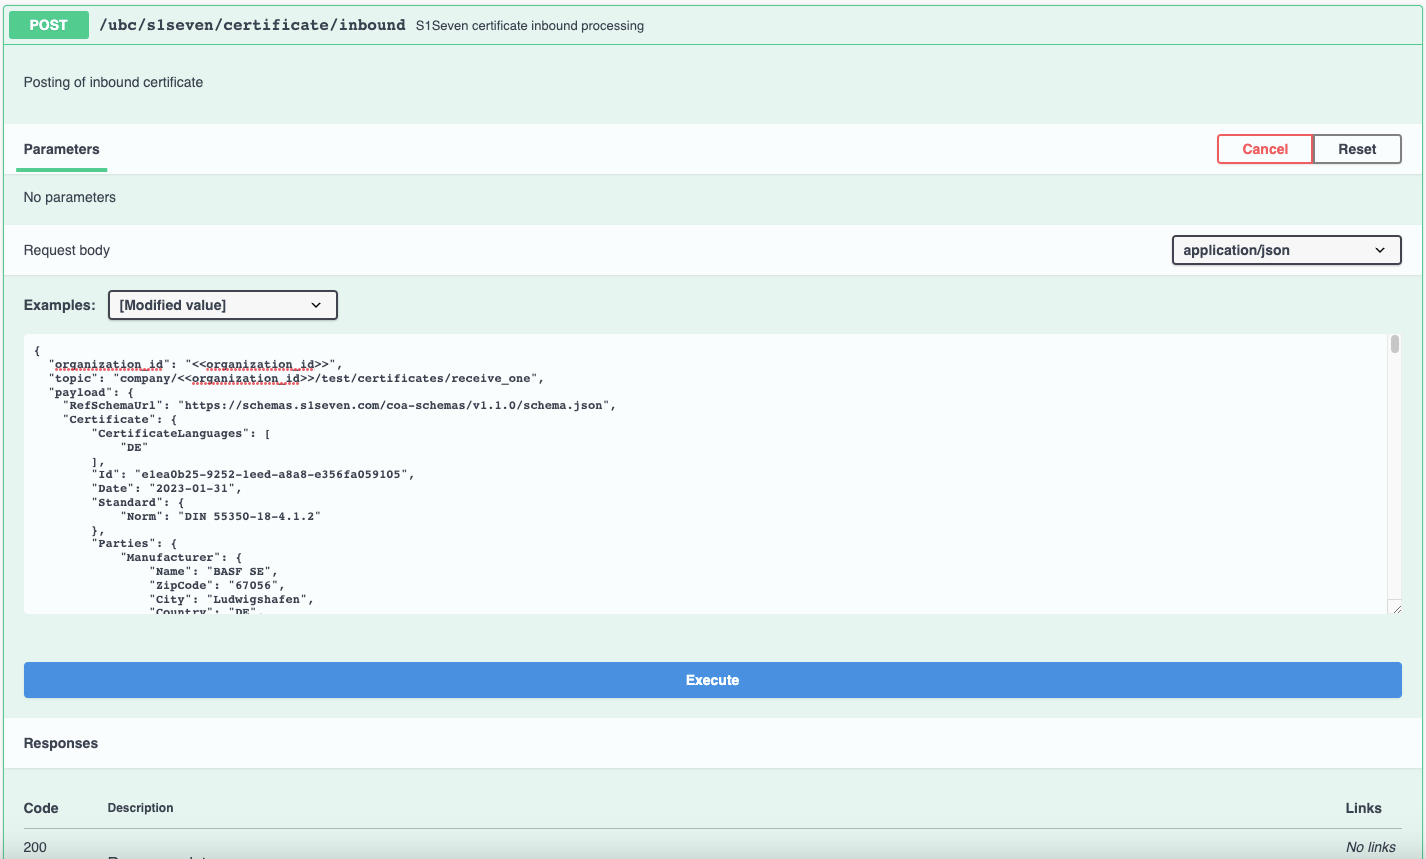 POST /ubc/s1seven/certificate/inbound S1Seven certificate inbound processing
Posting of inbound certificate
Parameters Cancel Reset
No parameters
Request body application/json
Examples: [Modified value]
{
"organization_id": "<<organization_id>>",
"topic": "company/<<organization_id>>/test/certificates/receive_one",
"payload": {
"RefSchemaUrl": "https://schemas.s1seven.com/coa-schemas/v1.1.0/schema.json",
"Certificate": {
"CertificateLanguages": [
"DE"
],
"Id": "e1ea0b25-9252-1eed-a8a8-e356fa059105",
"Date": "2023-01-31",
"Standard": {
"Norm": "DIN 55350-18-4.1.2"
},
"Parties": {
"Manufacturer": {
"Name": "BASF SE",
"ZipCode": "67056",
"City": "Ludwigshafen",
"Country": "DE",
Execute
Responses
Code Description Links
200 No links